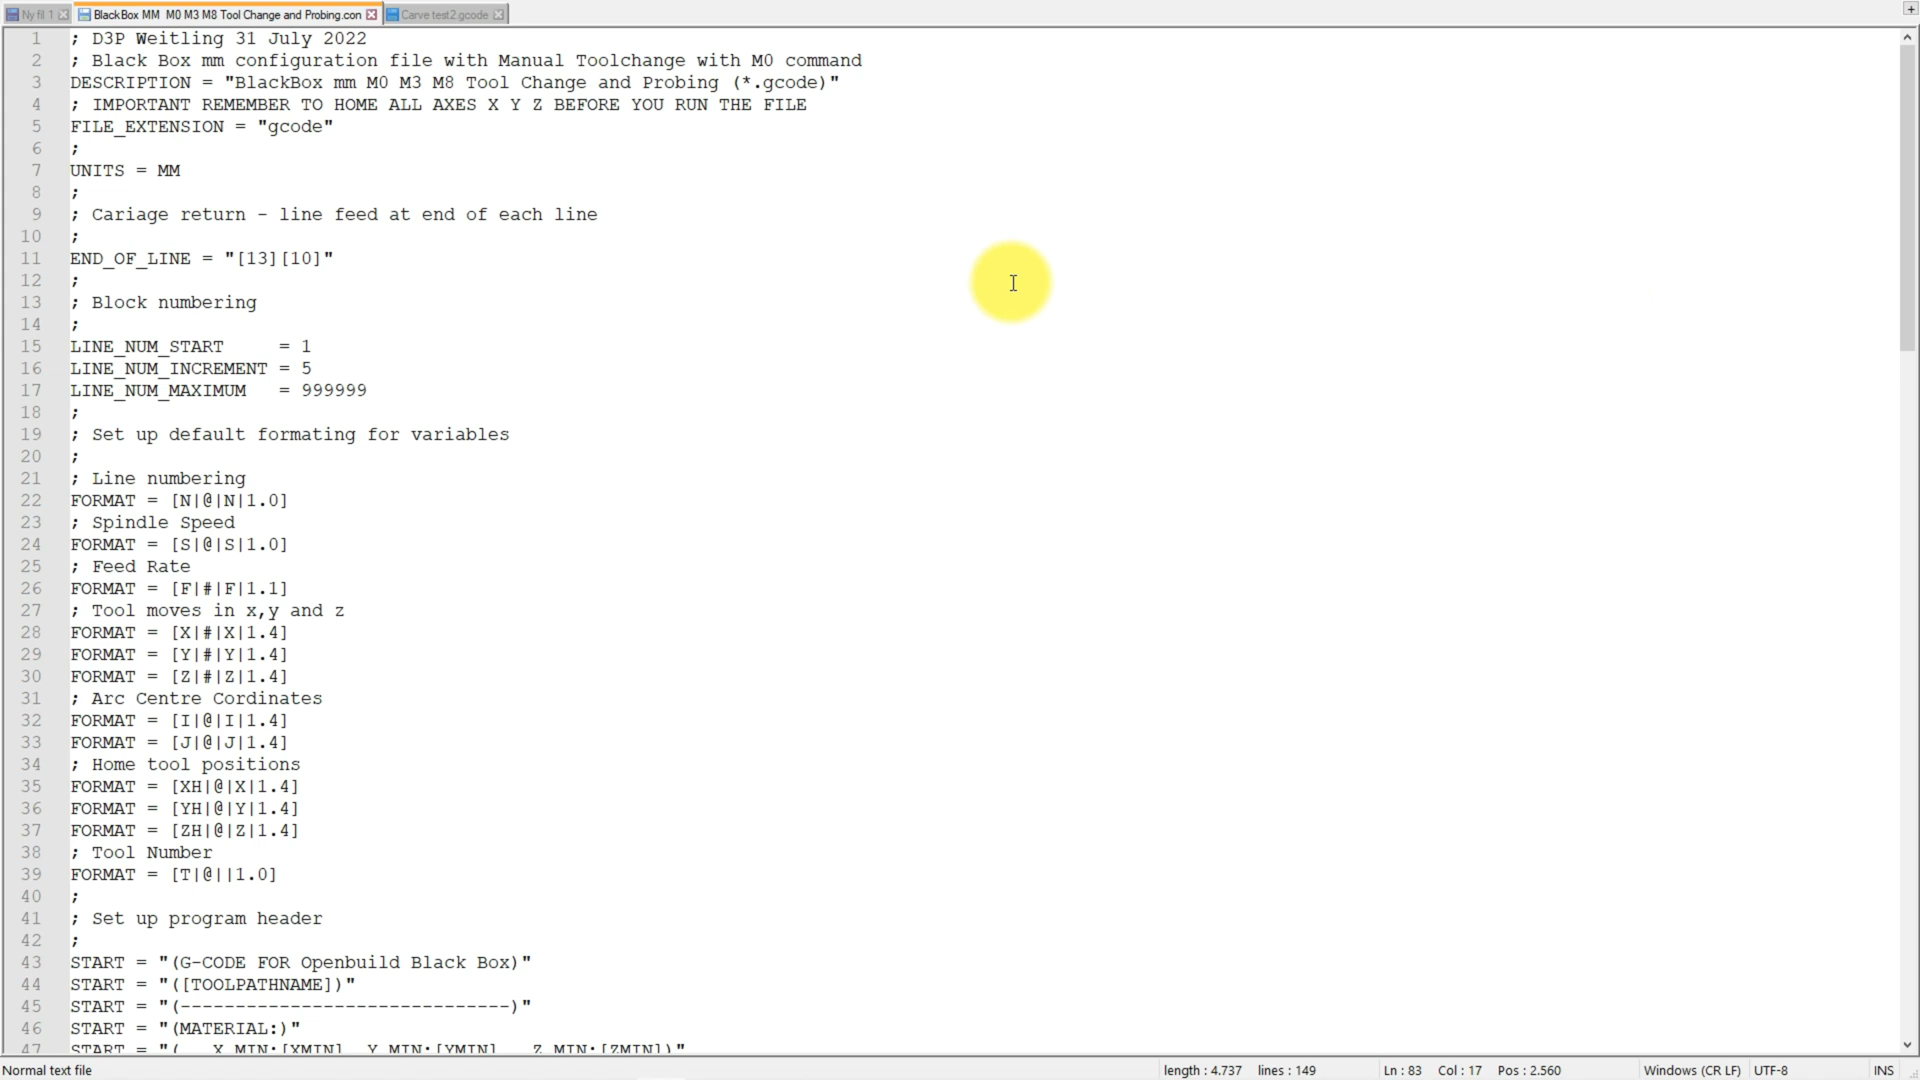 Ny fil 1
BlackBox MM M0 M3 M8 Tool Change and Probing.con
Carve test2.gcode
1 ; D3P Weitling 31 July 2022
2 ; Black Box mm configuration file with Manual Toolchange with M0 command
3 DESCRIPTION = "BlackBox mm M0 M3 M8 Tool Change and Probing (*.gcode)"
4 ; IMPORTANT REMEMBER TO HOME ALL AXES X Y Z BEFORE YOU RUN THE FILE
5 FILE_EXTENSION = "gcode"
6 ;
7 UNITS = MM
8 ;
9 ; Cariage return - line feed at end of each line
10 ;
11 END_OF_LINE = "[13][10]"
12 ;
13 ; Block numbering
14 ;
15 LINE_NUM_START     = 1
16 LINE_NUM_INCREMENT = 5
17 LINE_NUM_MAXIMUM   = 999999
18 ;
19 ; Set up default formating for variables
20 ;
21 ; Line numbering
22 FORMAT = [N|@|N|1.0]
23 ; Spindle Speed
24 FORMAT = [S|@|S|1.0]
25 ; Feed Rate
26 FORMAT = [F|#|F|1.1]
27 ; Tool moves in x,y and z
28 FORMAT = [X|#|X|1.4]
29 FORMAT = [Y|#|Y|1.4]
30 FORMAT = [Z|#|Z|1.4]
31 ; Arc Centre Cordinates
32 FORMAT = [I|@|I|1.4]
33 FORMAT = [J|@|J|1.4]
34 ; Home tool positions
35 FORMAT = [XH|@|X|1.4]
36 FORMAT = [YH|@|Y|1.4]
37 FORMAT = [ZH|@|Z|1.4]
38 ; Tool Number
39 FORMAT = [T|@||1.0]
40 ;
41 ; Set up program header
42 ;
43 START = "(G-CODE FOR Openbuild Black Box)"
44 START = "([TOOLPATHNAME])"
45 START = "(------------------------------)"
46 START = "(MATERIAL:)"
47 START = "(   X MIN:[XMIN]  Y MIN:[YMIN]   Z MIN:[ZMIN])"
Normal text file
length : 4.737 lines : 149
Ln : 83 Col : 17 Pos : 2.560
Windows (CR LF)
UTF-8
INS